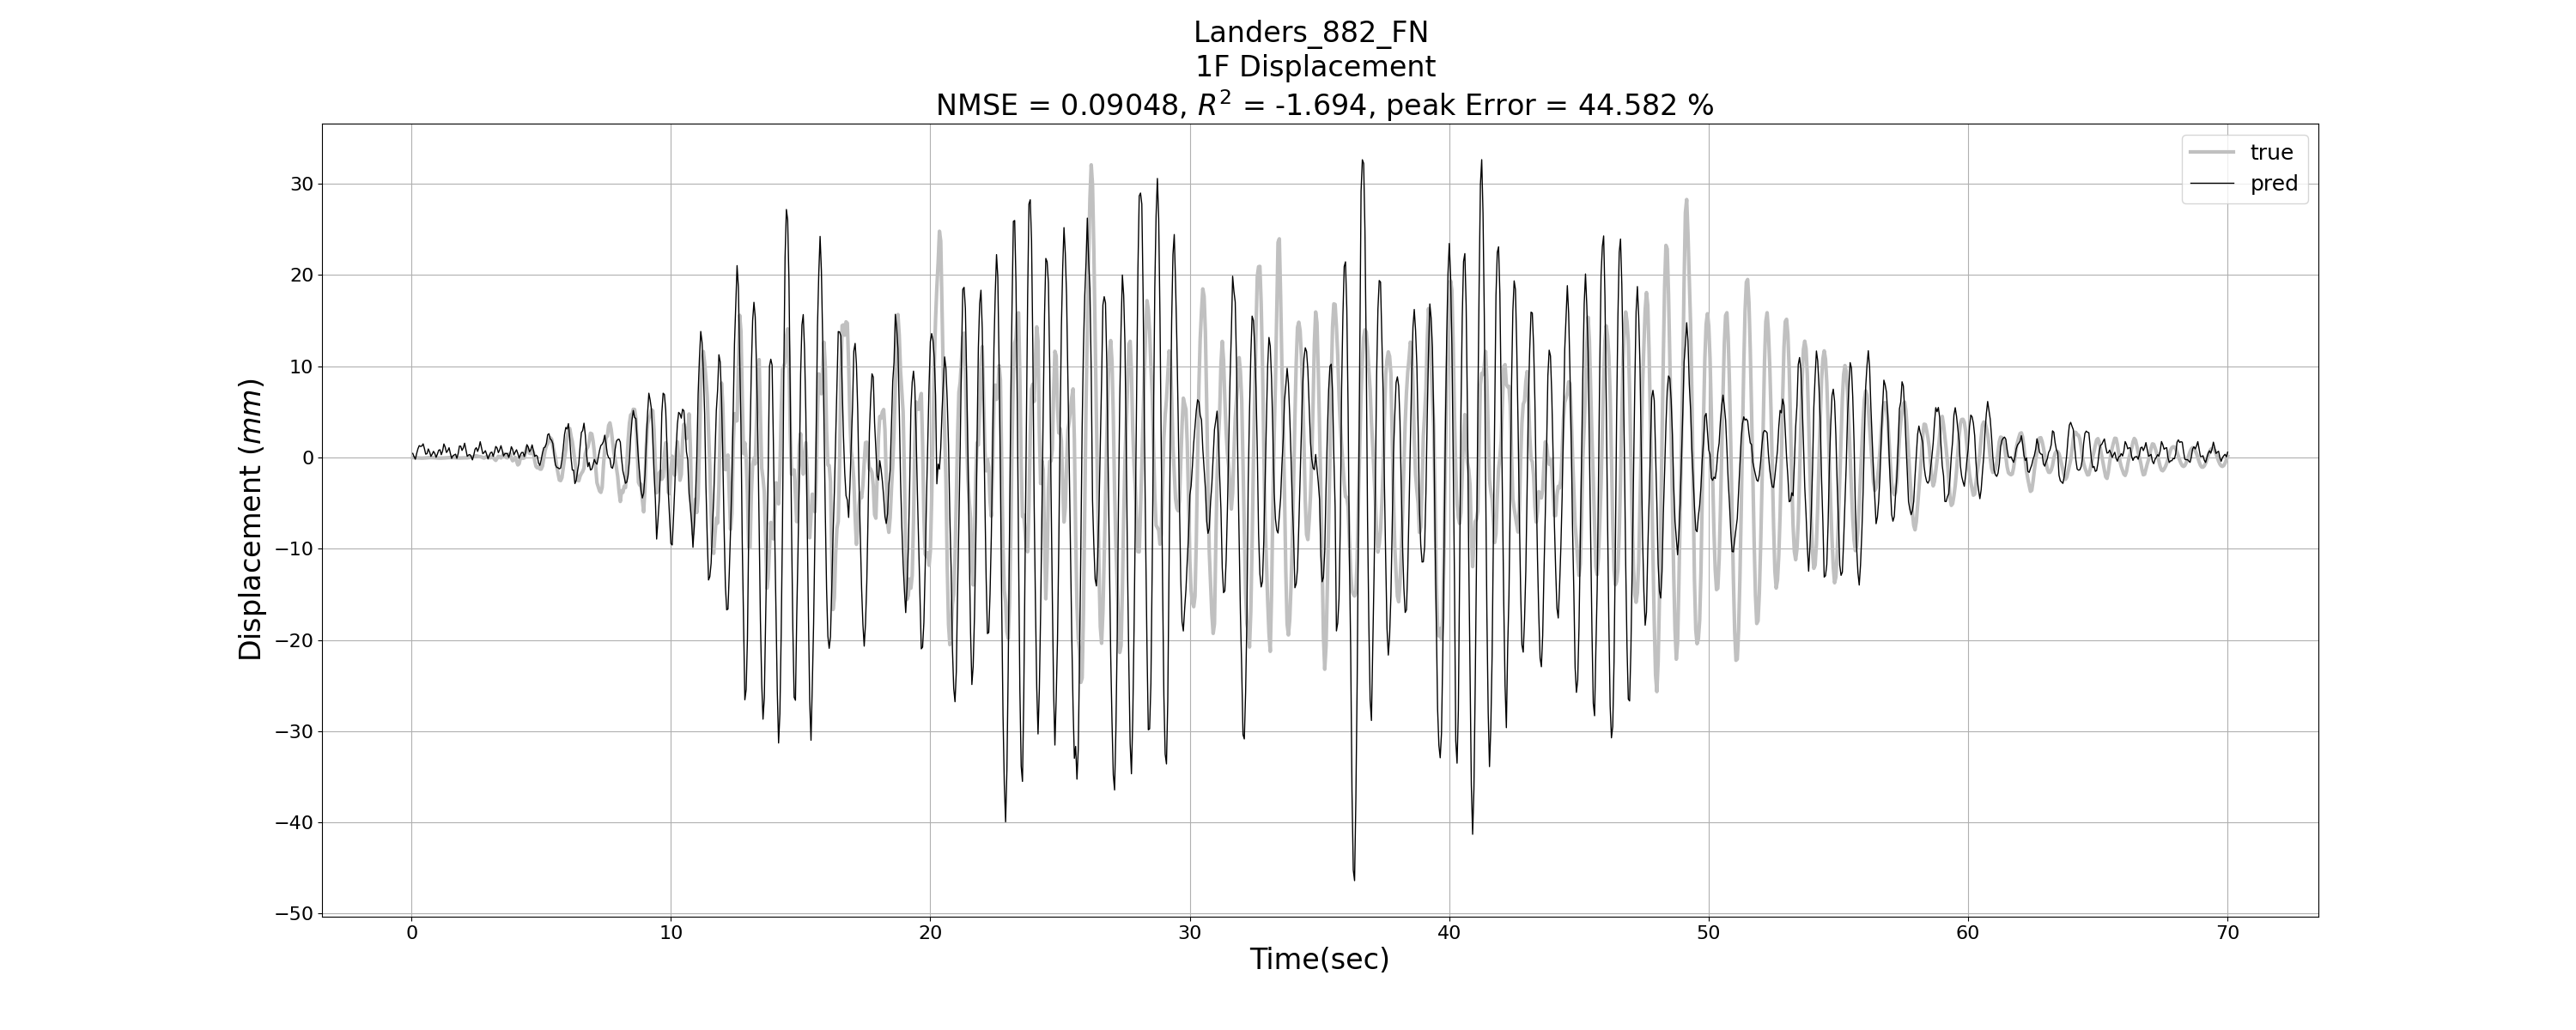 Landers_882_FN
1F Displacement
NMSE = 0.09048, R² = -1.694, peak Error = 44.582 %
true
pred
30
20
10
0
−10
−20
−30
−40
−50
Displacement (mm)
0 10 20 30 40 50 60 70
Time(sec)